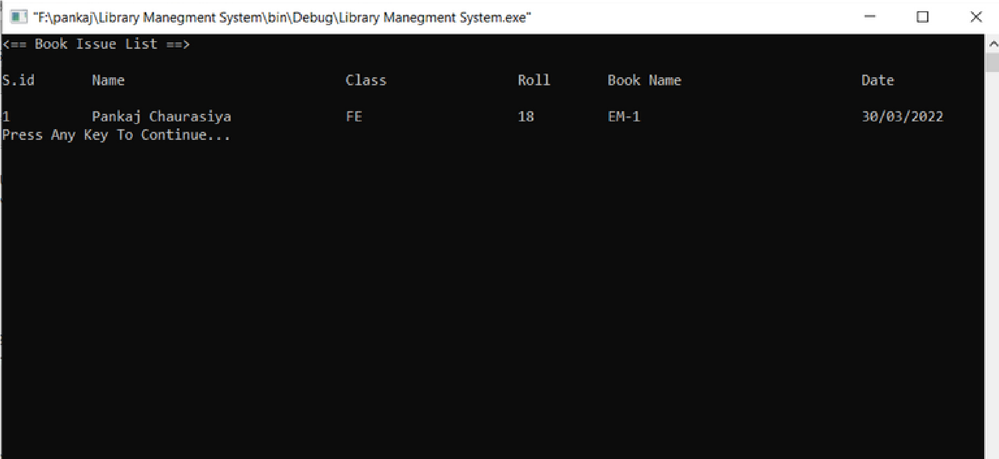 "F:\pankaj\Library Manegment System\bin\Debug\Library Manegment System.exe"
<== Book Issue List ==>
S.id Name Class Roll Book Name Date
1 Pankaj Chaurasiya FE 18 EM-1 30/03/2022
Press Any Key To Continue...